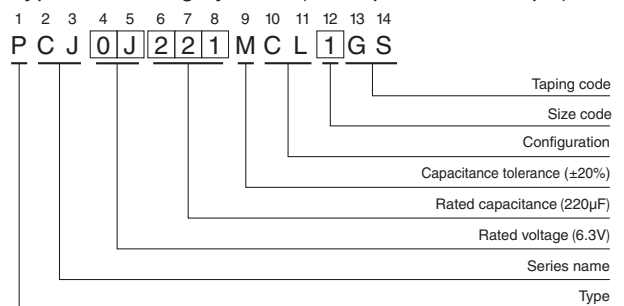 1 2 3 4 5 6 7 8 9 10 11 12 13 14
P C J 0 J 2 2 1 M C L 1 G S
Taping code
Size code
Configuration
Capacitance tolerance (±20%)
Rated capacitance (220µF)
Rated voltage (6.3V)
Series name
Type